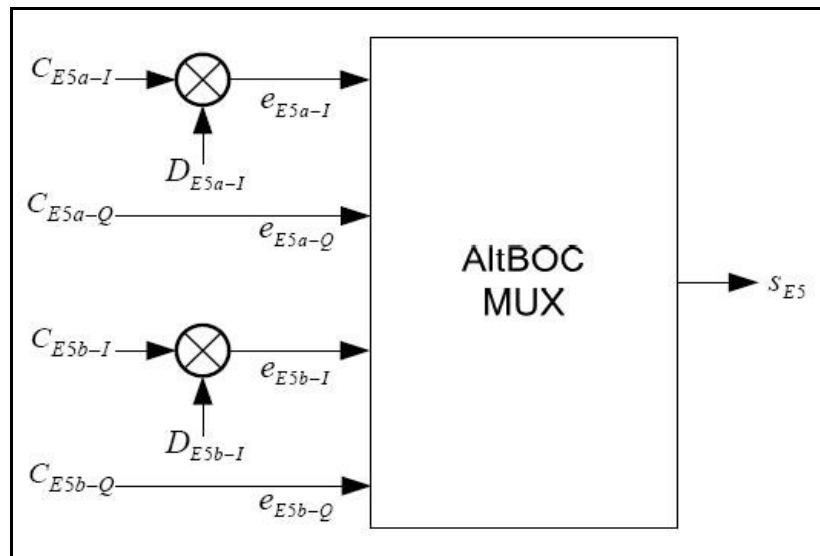 C_{E5a-I}
e_{E5a-I}
D_{E5a-I}
C_{E5a-Q}
e_{E5a-Q}
AltBOC
MUX
s_{E5}
C_{E5b-I}
e_{E5b-I}
D_{E5b-I}
C_{E5b-Q}
e_{E5b-Q}